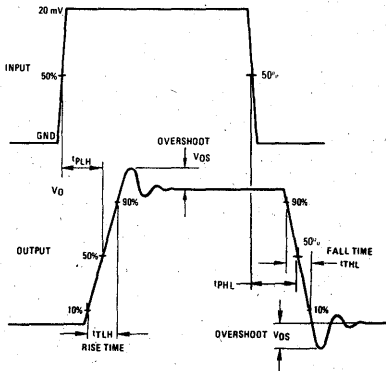 20 mV
INPUT
50%
50%
GND
OVERSHOOT
VOS
tPLH
VO
90%
90%
OUTPUT
50%
50%
FALL TIME
tTHL
tPHL
10%
10%
tTLH
RISE TIME
OVERSHOOT VOS